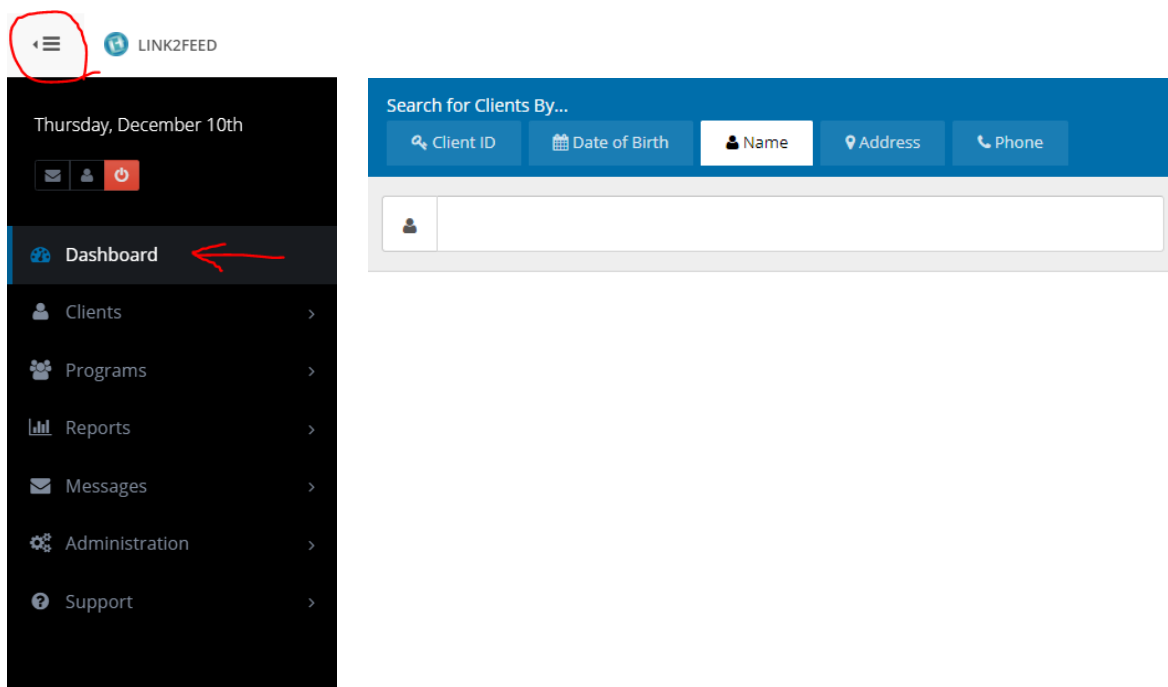 LINK2FEED
Thursday, December 10th
Dashboard
Clients
Programs
Reports
Messages
Administration
Support
Search for Clients By...
Client ID
Date of Birth
Name
Address
Phone